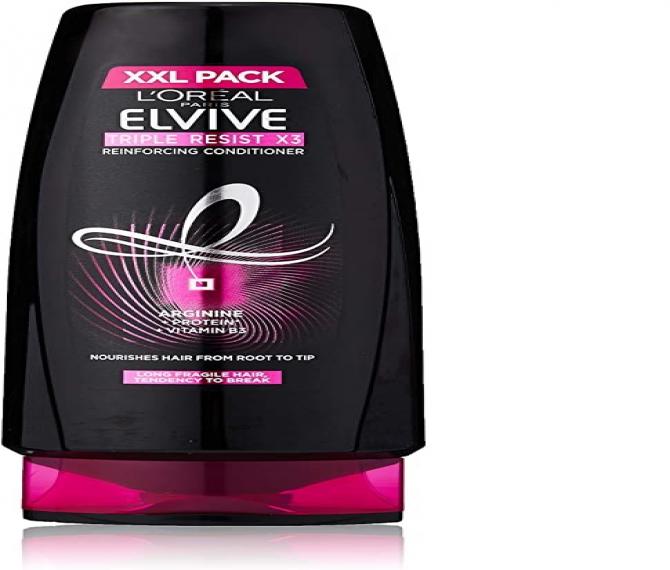 XXL PACK
L'ORÉAL
PARIS
ELVIVE
TRIPLE RESIST X3
REINFORCING CONDITIONER
ARGININE
+ PROTEIN*
+ VITAMIN B3
NOURISHES HAIR FROM ROOT TO TIP
LONG FRAGILE HAIR,
TENDENCY TO BREAK